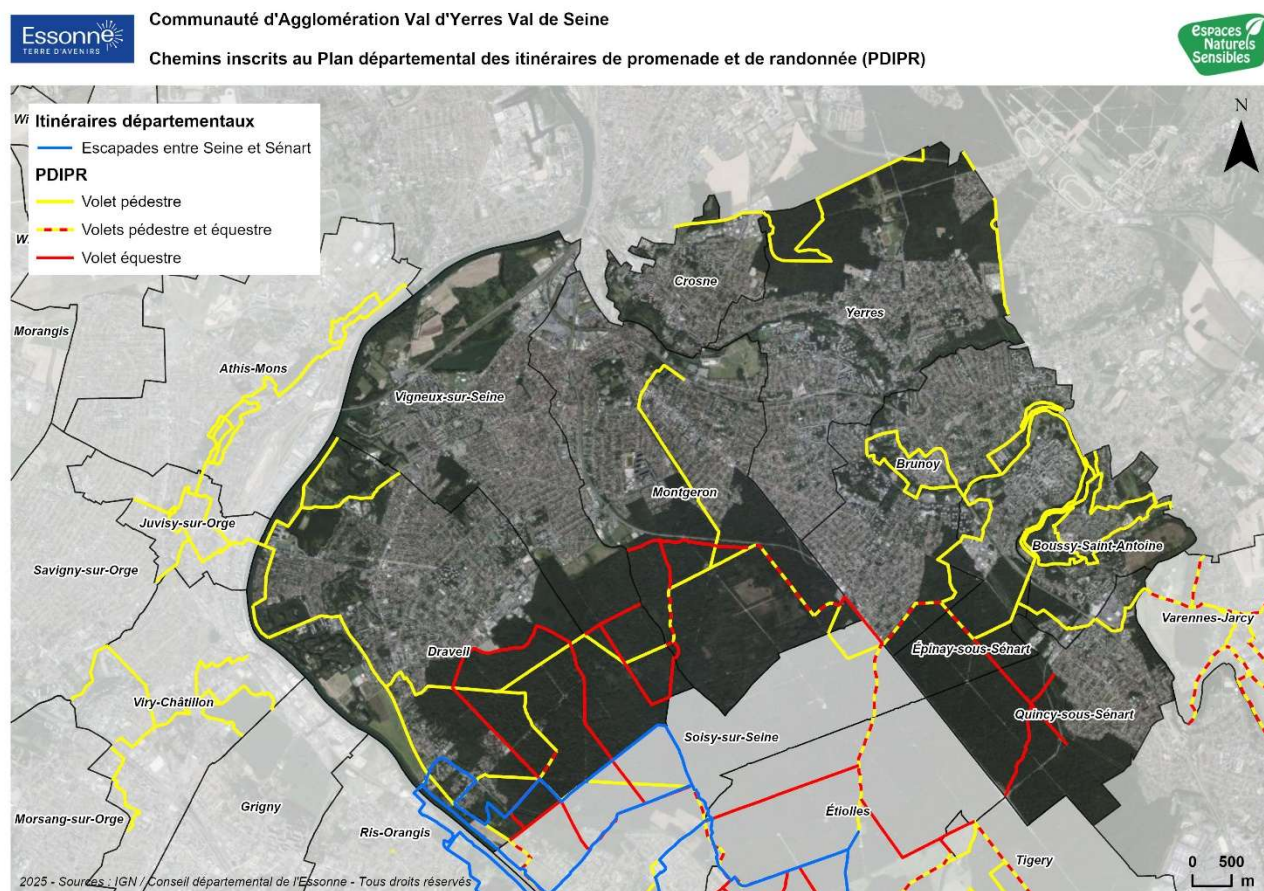 Essonne
TERRE D'AVENIRS
Communauté d'Agglomération Val d'Yerres Val de Seine
Chemins inscrits au Plan départemental des itinéraires de promenade et de randonnée (PDIPR)
Espaces
Naturels
Sensibles
Itinéraires départementaux
Escapades entre Seine et Sénart
PDIPR
Volet pédestre
Volets pédestre et équestre
Volet équestre
N
Crosne
Yerres
Morangis
Athis-Mons
Vigneux-sur-Seine
Brunoy
Montgeron
Juvisy-sur-Orge
Boussy-Saint-Antoine
Savigny-sur-Orge
Varennes-Jarcy
Draveil
Épinay-sous-Sénart
Viry-Châtillon
Quincy-sous-Sénart
Soisy-sur-Seine
Grigny
Étiolles
Morsang-sur-Orge
Ris-Orangis
Tigery
0 500
m
2025 - Sources : IGN / Conseil départemental de l'Essonne - Tous droits réservés